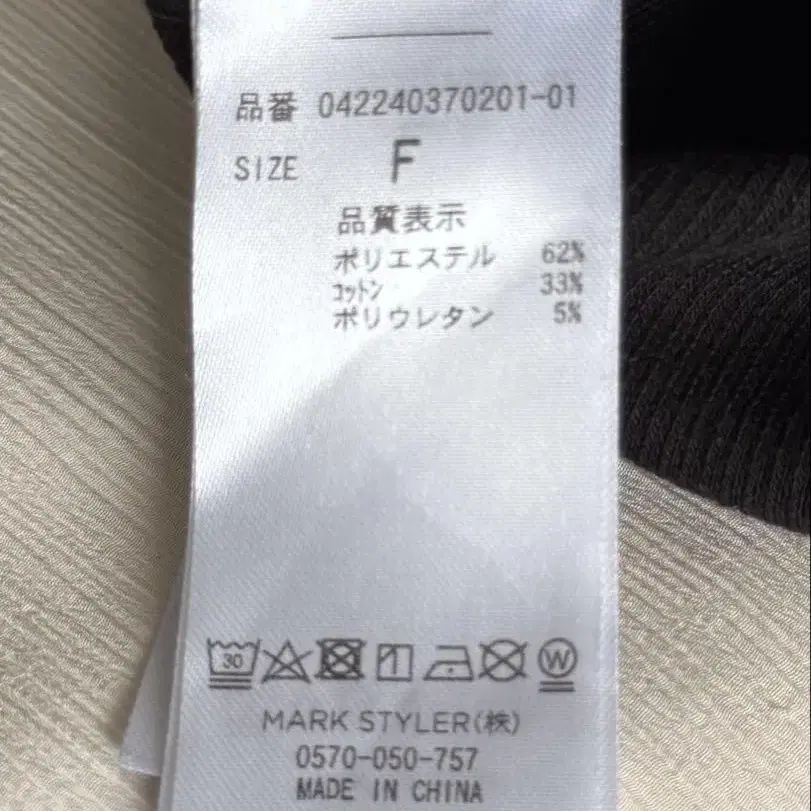 品番 042240370201-01
SIZE F
品質表示
ポリエステル 62%
コットン 33%
ポリウレタン 5%
30 W
MARK STYLER(株)
0570-050-757
MADE IN CHINA